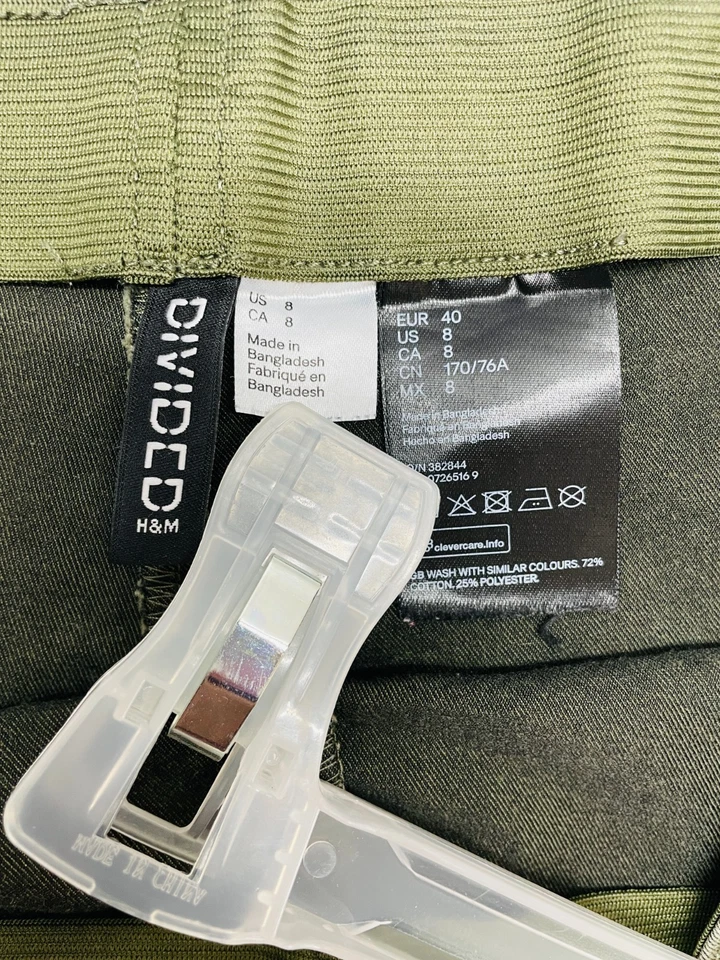 DIVIDED
H&M
US 8
CA 8
Made in
Bangladesh
Fabriqué en
Bangladesh
EUR 40
US 8
CA 8
CN 170/76A
MX 8
Made in Bangladesh
Fabriqué en Bangladesh
Hecho en Bangladesh
/N 382844
0726516 9
clevercare.info
GB WASH WITH SIMILAR COLOURS. 72%
COTTON. 25% POLYESTER.
MADE IN CHINA